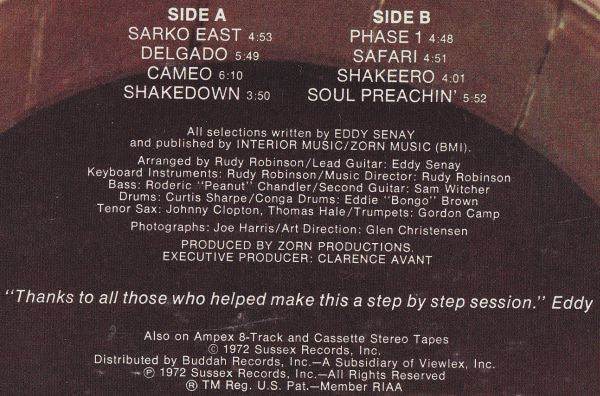 SIDE A
SARKO EAST 4:53
DELGADO 5:49
CAMEO 6:10
SHAKEDOWN 3:50
SIDE B
PHASE 1 4:48
SAFARI 4:51
SHAKEERO 4:01
SOUL PREACHIN' 5:52
All selections written by EDDY SENAY
and published by INTERIOR MUSIC/ZORN MUSIC (BMI).
Arranged by Rudy Robinson/Lead Guitar: Eddy Senay
Keyboard Instruments: Rudy Robinson/Music Director: Rudy Robinson
Bass: Roderic "Peanut" Chandler/Second Guitar: Sam Witcher
Drums: Curtis Sharpe/Conga Drums: Eddie "Bongo" Brown
Tenor Sax: Johnny Clopton, Thomas Hale/Trumpets: Gordon Camp
Photographs: Joe Harris/Art Direction: Glen Christensen
PRODUCED BY ZORN PRODUCTIONS.
EXECUTIVE PRODUCER: CLARENCE AVANT
"Thanks to all those who helped make this a step by step session." Eddy
Also on Ampex 8-Track and Cassette Stereo Tapes
© 1972 Sussex Records, Inc.
Distributed by Buddah Records, Inc.—A Subsidiary of Viewlex, Inc.
℗ 1972 Sussex Records, Inc.—All Rights Reserved
® TM Reg. U.S. Pat.—Member RIAA